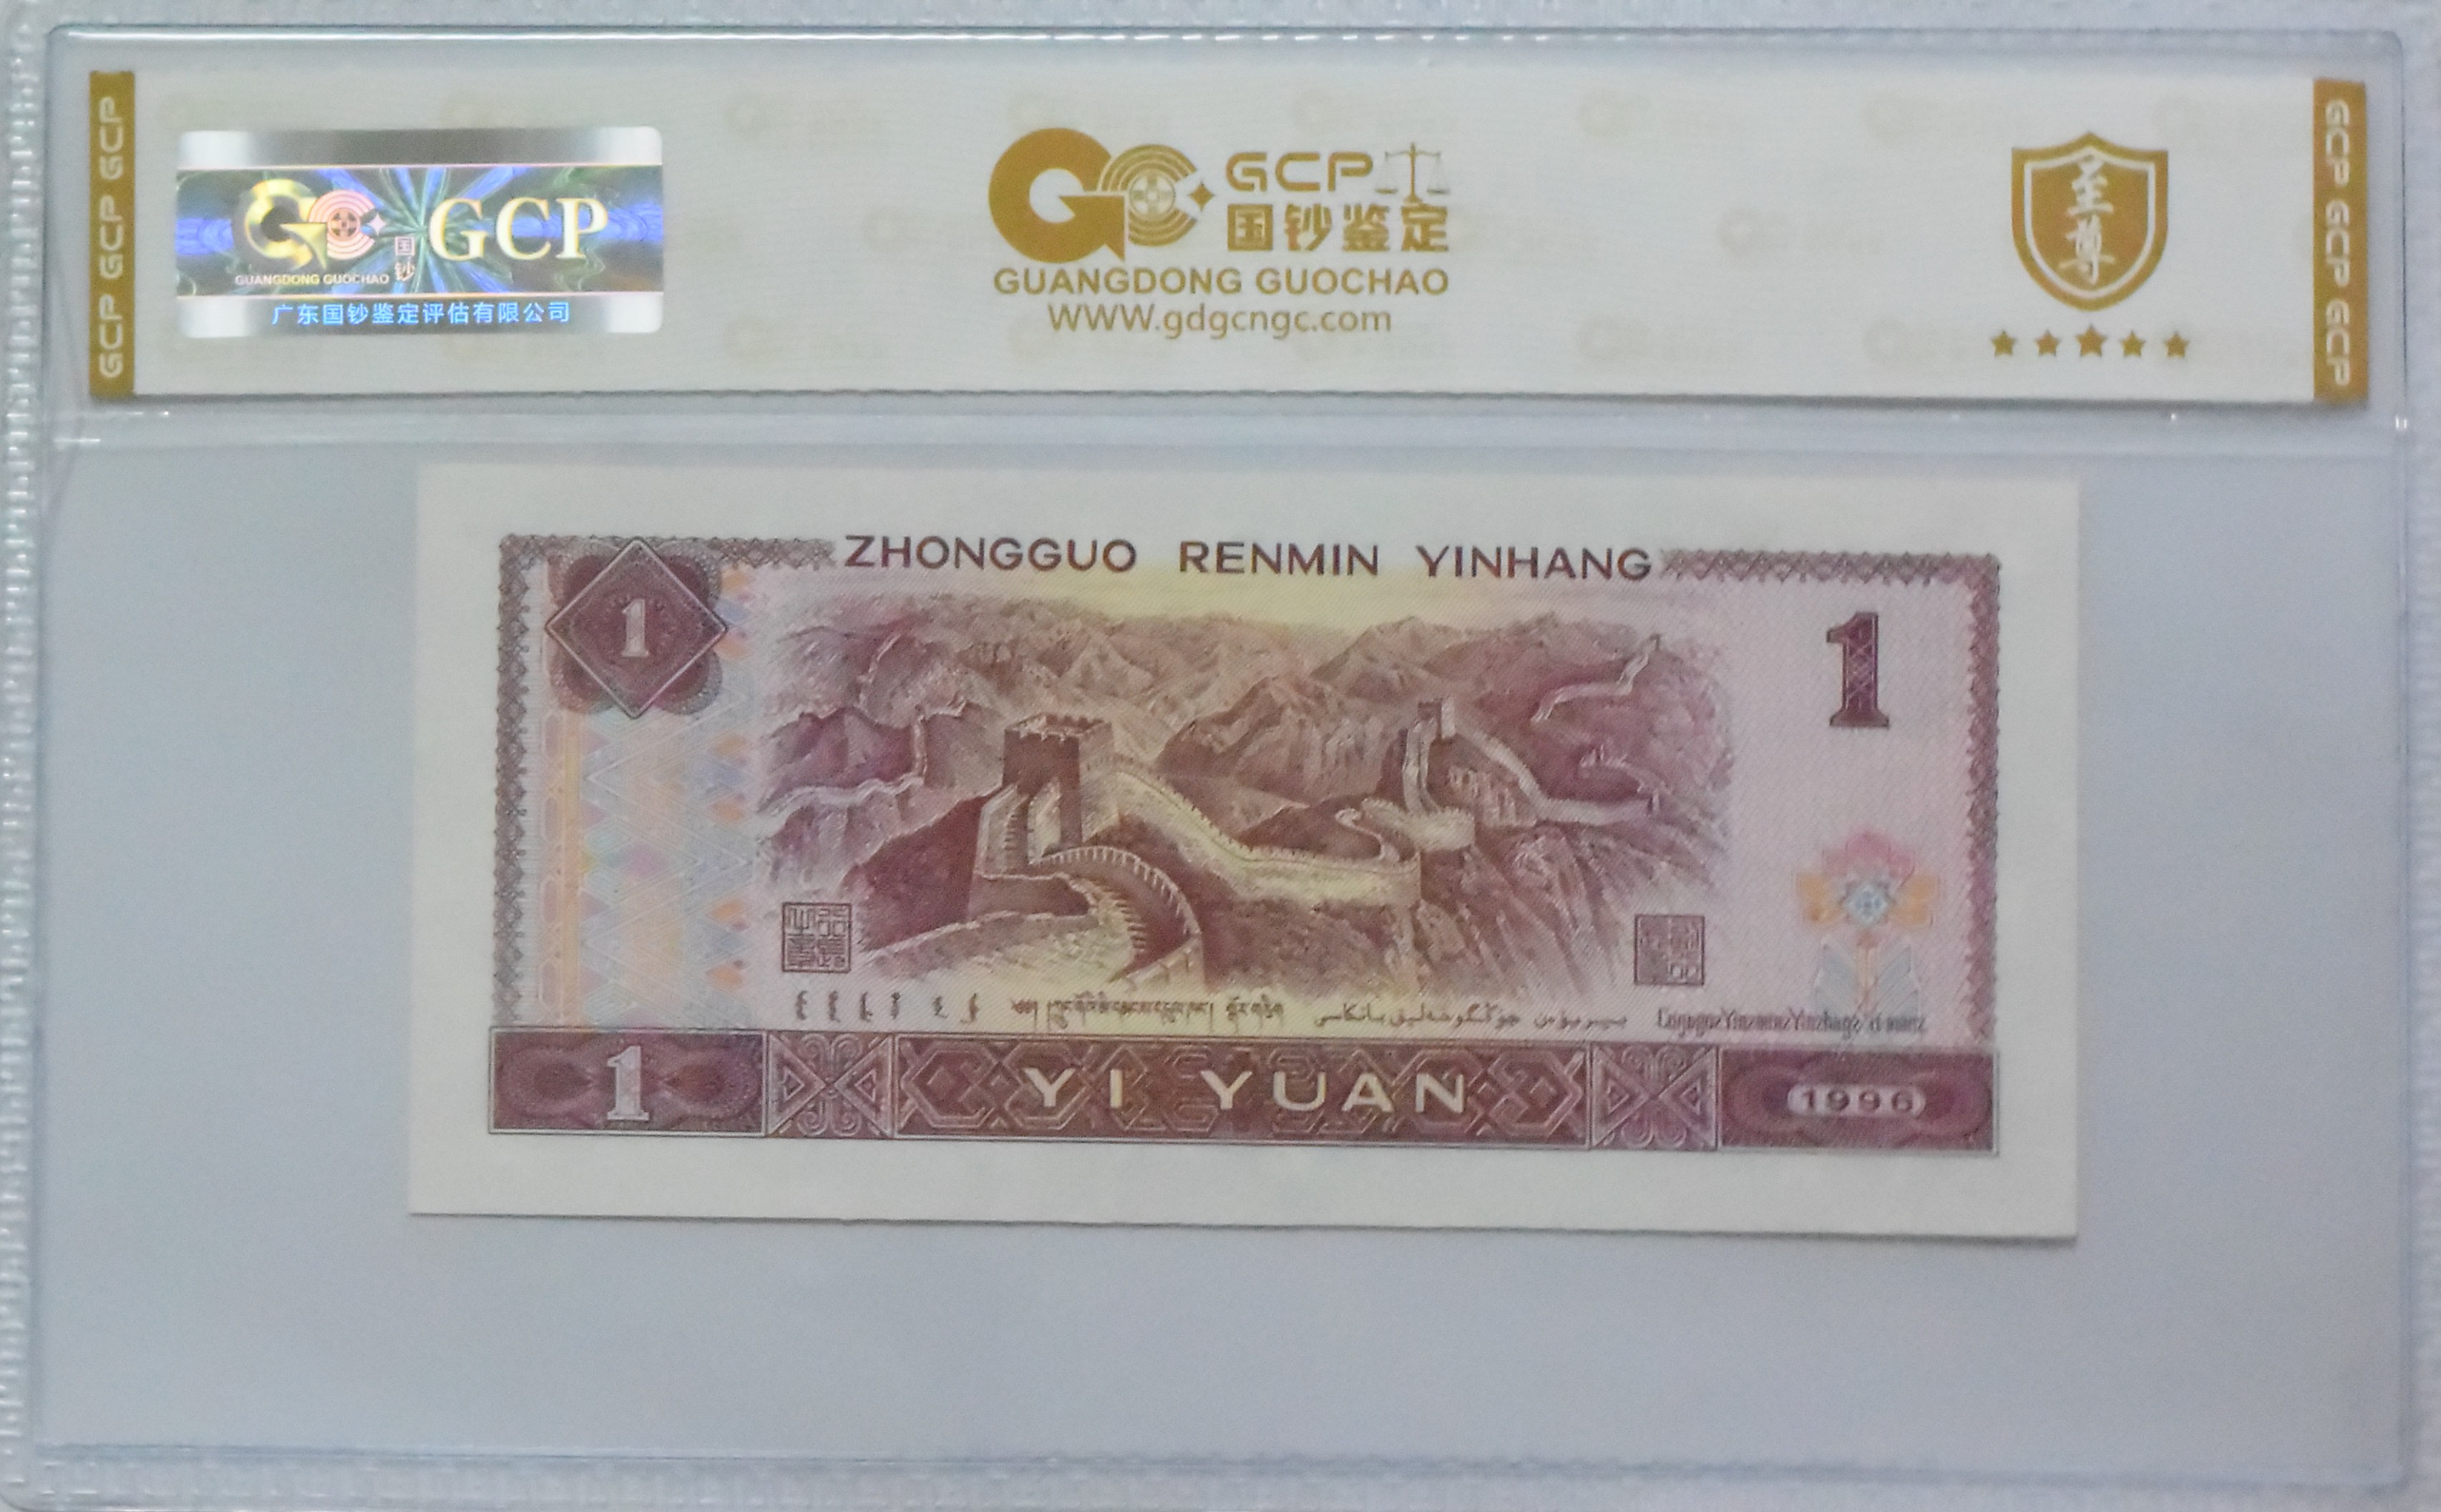 GCP GCP GCP
GUANGDONG GUOCHAO
国钞
GCP
广东国钞鉴定评估有限公司
GCP
国钞鉴定
GUANGDONG GUOCHAO
WWW.gdgcngc.com
至尊
GCP GCP GCP
ZHONGGUO RENMIN YINHANG
1
1
1
YI YUAN
1996